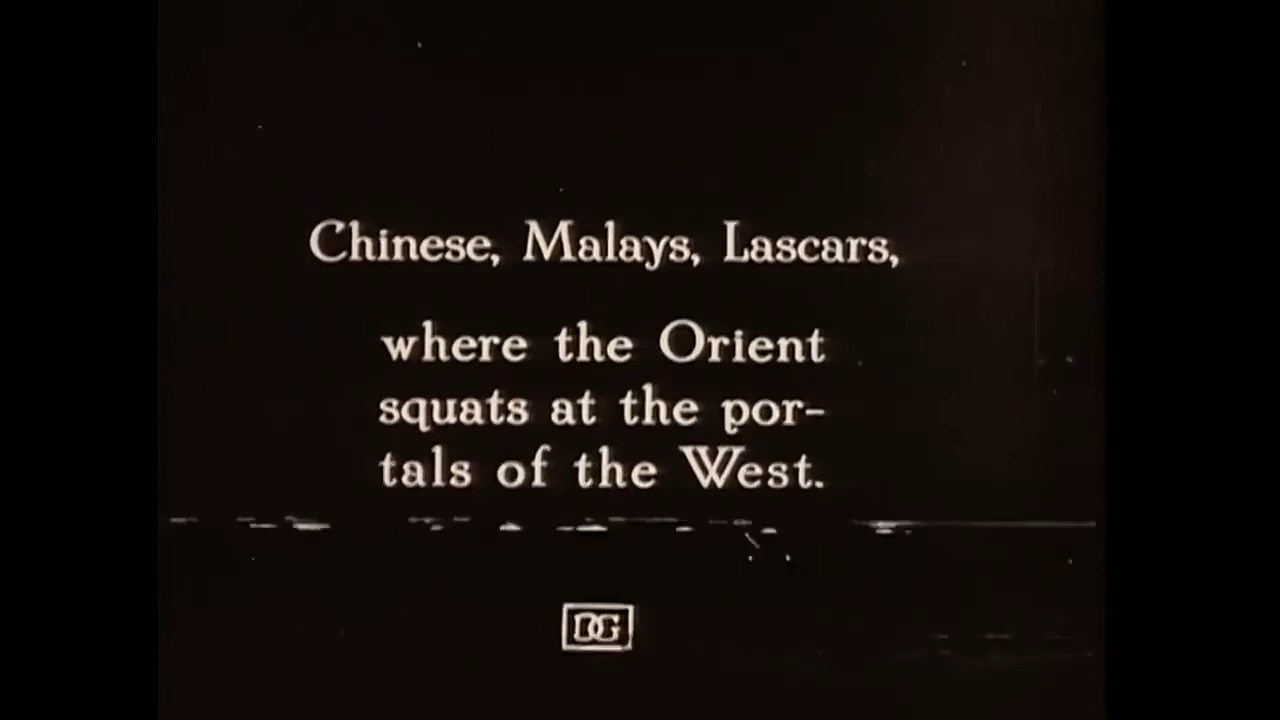 Chinese, Malays, Lascars,
where the Orient
squats at the por-
tals of the West.
DG